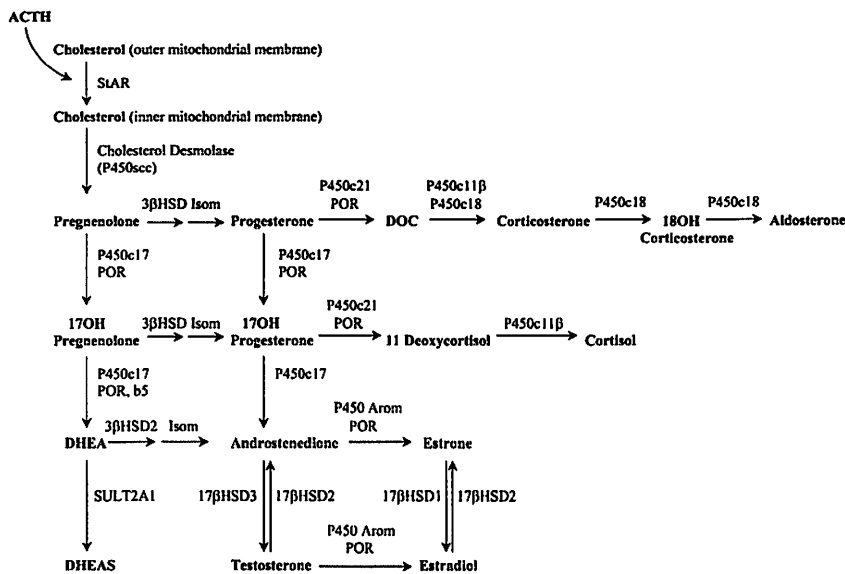 ACTH
Cholesterol (outer mitochondrial membrane)
StAR
Cholesterol (inner mitochondrial membrane)
Cholesterol Desmolase
(P450scc)
P450c21
POR
P450c11β
P450c18
P450c18
P450c18
3βHSD Isom
Pregnenolone
Progesterone
DOC
Corticosterone
18OH
Corticosterone
Aldosterone
P450c17
POR
P450c17
POR
P450c21
POR
P450c11β
17OH
Pregnenolone
3βHSD Isom
17OH
Progesterone
11 Deoxycortisol
Cortisol
P450c17
POR, b5
P450c17
P450 Arom
POR
3βHSD2 Isom
DHEA
Androstenedione
Estrone
SULT2A1
17βHSD3
17βHSD2
17βHSD1
17βHSD2
P450 Arom
POR
DHEAS
Testosterone
Estradiol